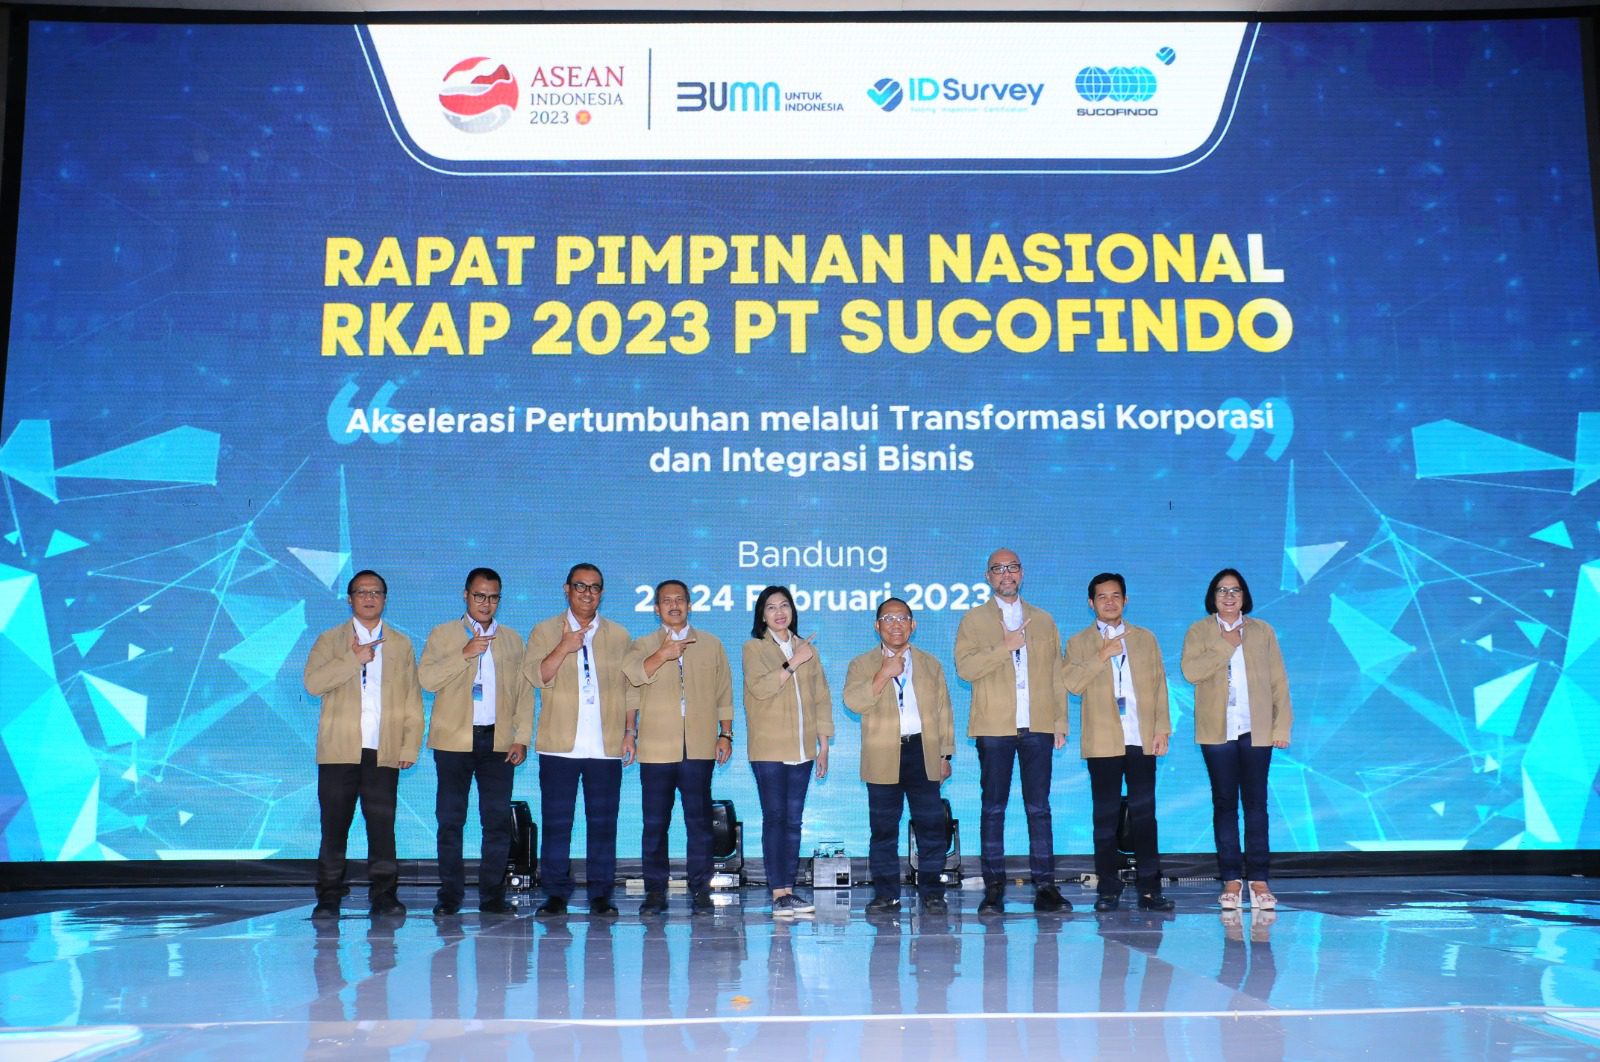 ASEAN
INDONESIA
2023
BUMN UNTUK
INDONESIA
IDSurvey
SUCOFINDO
RAPAT PIMPINAN NASIONAL
RKAP 2023 PT SUCOFINDO
“Akselerasi Pertumbuhan melalui Transformasi Korporasi
dan Integrasi Bisnis”
Bandung
2023